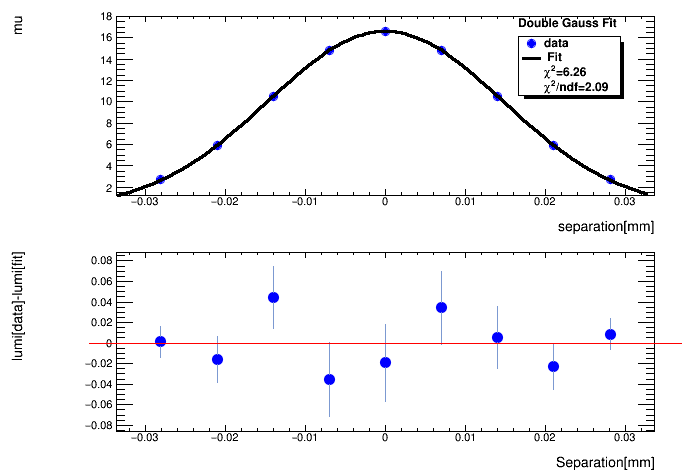 Double Gauss Fit
mu
18
16
14
12
10
8
6
4
2
data
Fit
χ²=6.26
χ²/ndf=2.09
−0.03 −0.02 −0.01 0 0.01 0.02 0.03
separation[mm]
lumi[data]-lumi[fit]
0.08
0.06
0.04
0.02
0
−0.02
−0.04
−0.06
−0.08
−0.03 −0.02 −0.01 0 0.01 0.02 0.03
Separation[mm]